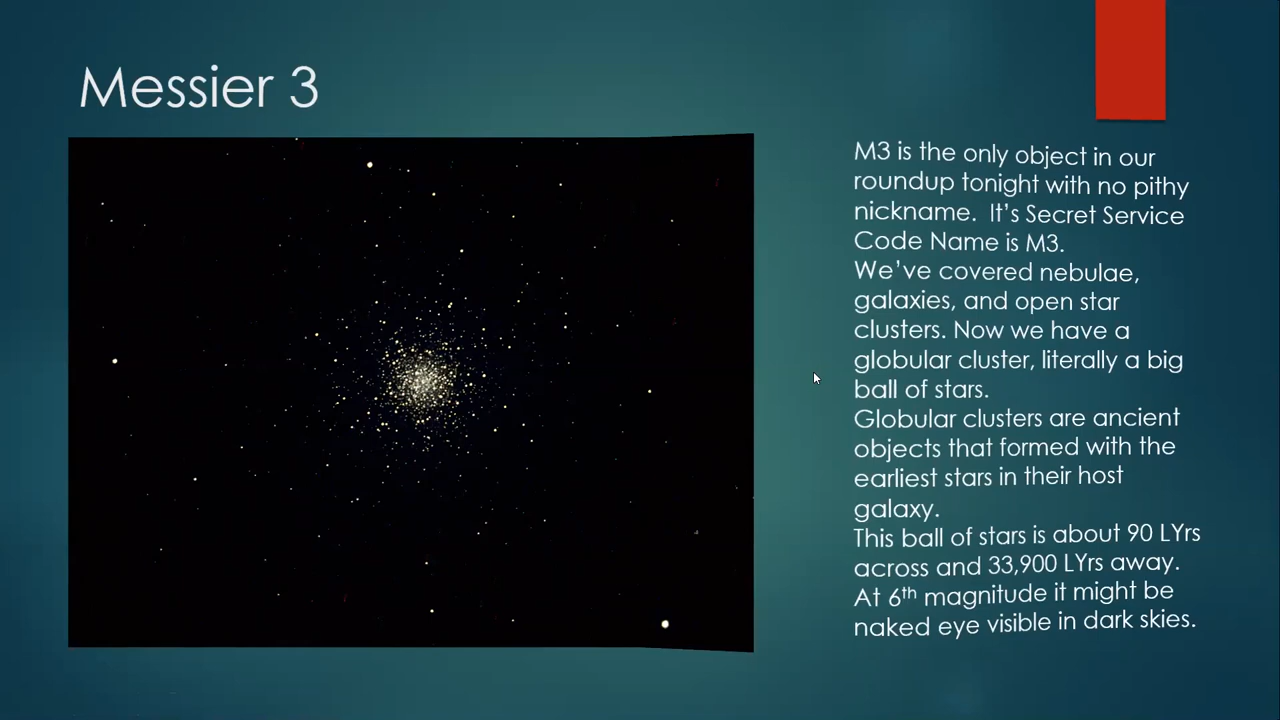 Messier 3
M3 is the only object in our
roundup tonight with no pithy
nickname.  It's Secret Service
Code Name is M3.
We've covered nebulae,
galaxies, and open star
clusters. Now we have a
globular cluster, literally a big
ball of stars.
Globular clusters are ancient
objects that formed with the
earliest stars in their host
galaxy.
This ball of stars is about 90 LYrs
across and 33,900 LYrs away.
At 6th magnitude it might be
naked eye visible in dark skies.